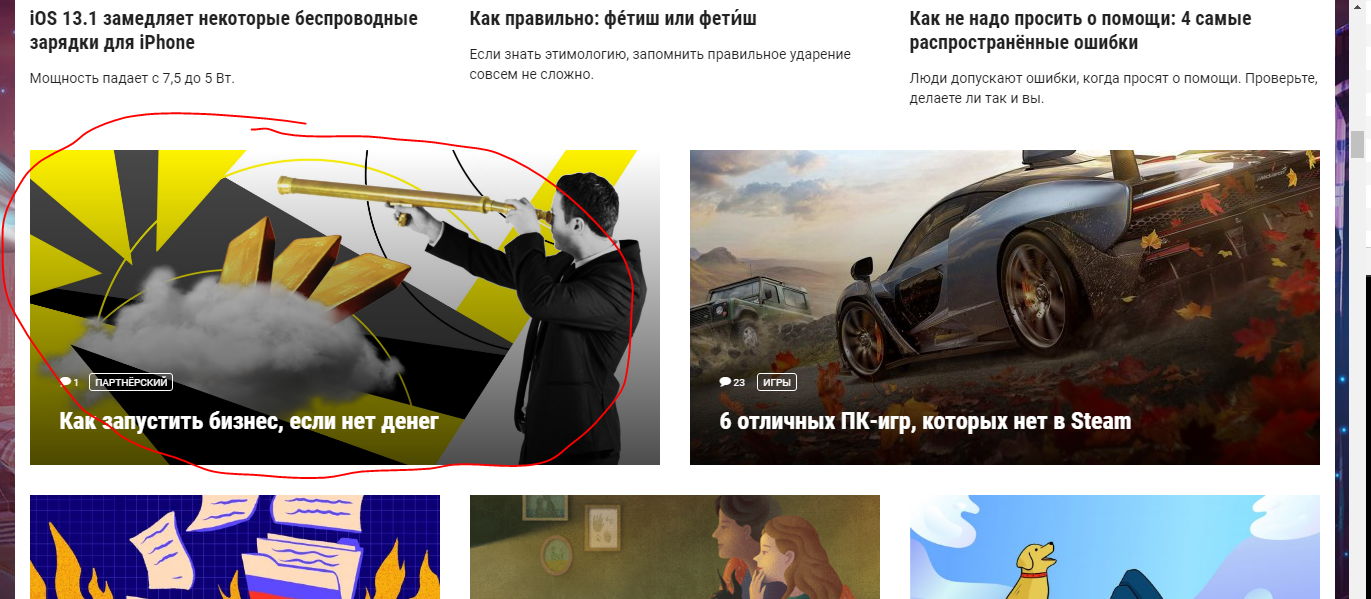 iOS 13.1 замедляет некоторые беспроводные
зарядки для iPhone
Мощность падает с 7,5 до 5 Вт.
Как правильно: фе́тиш или фети́ш
Если знать этимологию, запомнить правильное ударение
совсем не сложно.
Как не надо просить о помощи: 4 самые
распространённые ошибки
Люди допускают ошибки, когда просят о помощи. Проверьте,
делаете ли так и вы.
1 ПАРТНЁРСКИЙ
Как запустить бизнес, если нет денег
23 ИГРЫ
6 отличных ПК-игр, которых нет в Steam